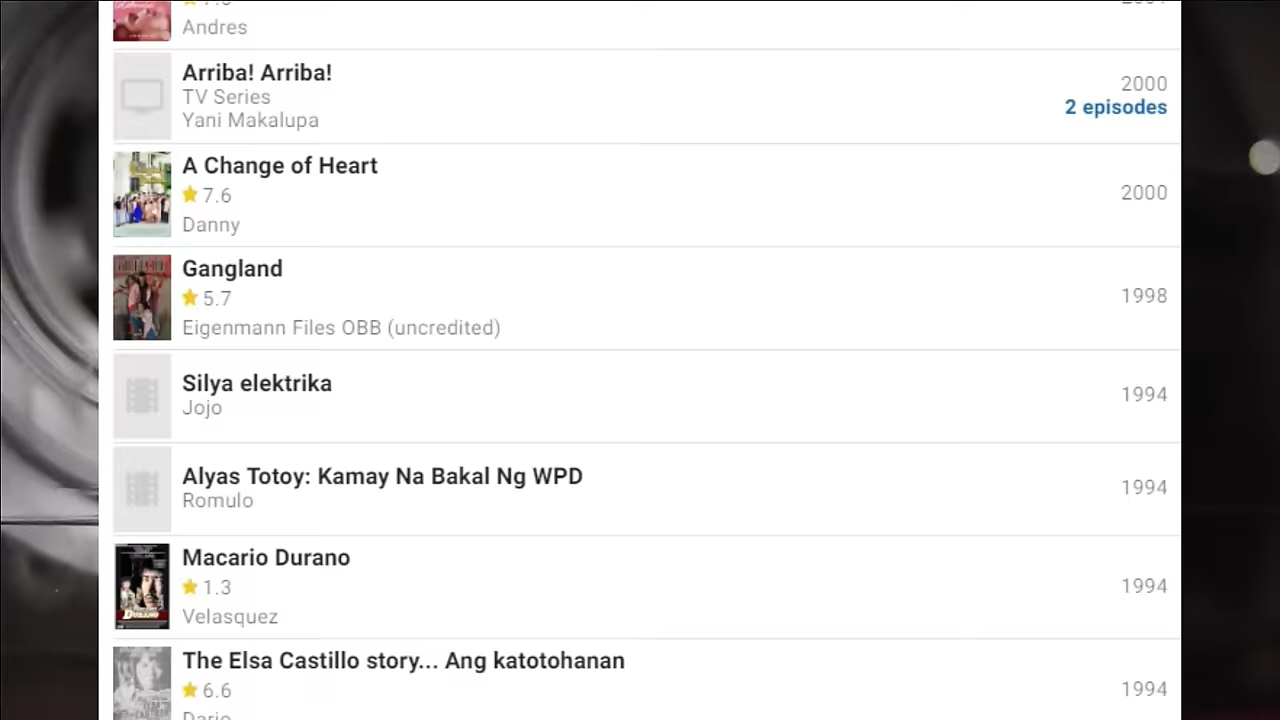 Andres
Arriba! Arriba!
TV Series
Yani Makalupa
2000
2 episodes
A Change of Heart
7.6
Danny
2000
Gangland
5.7
Eigenmann Files OBB (uncredited)
1998
Silya elektrika
Jojo
1994
Alyas Totoy: Kamay Na Bakal Ng WPD
Romulo
1994
Macario Durano
1.3
Velasquez
1994
The Elsa Castillo story... Ang katotohanan
6.6
1994